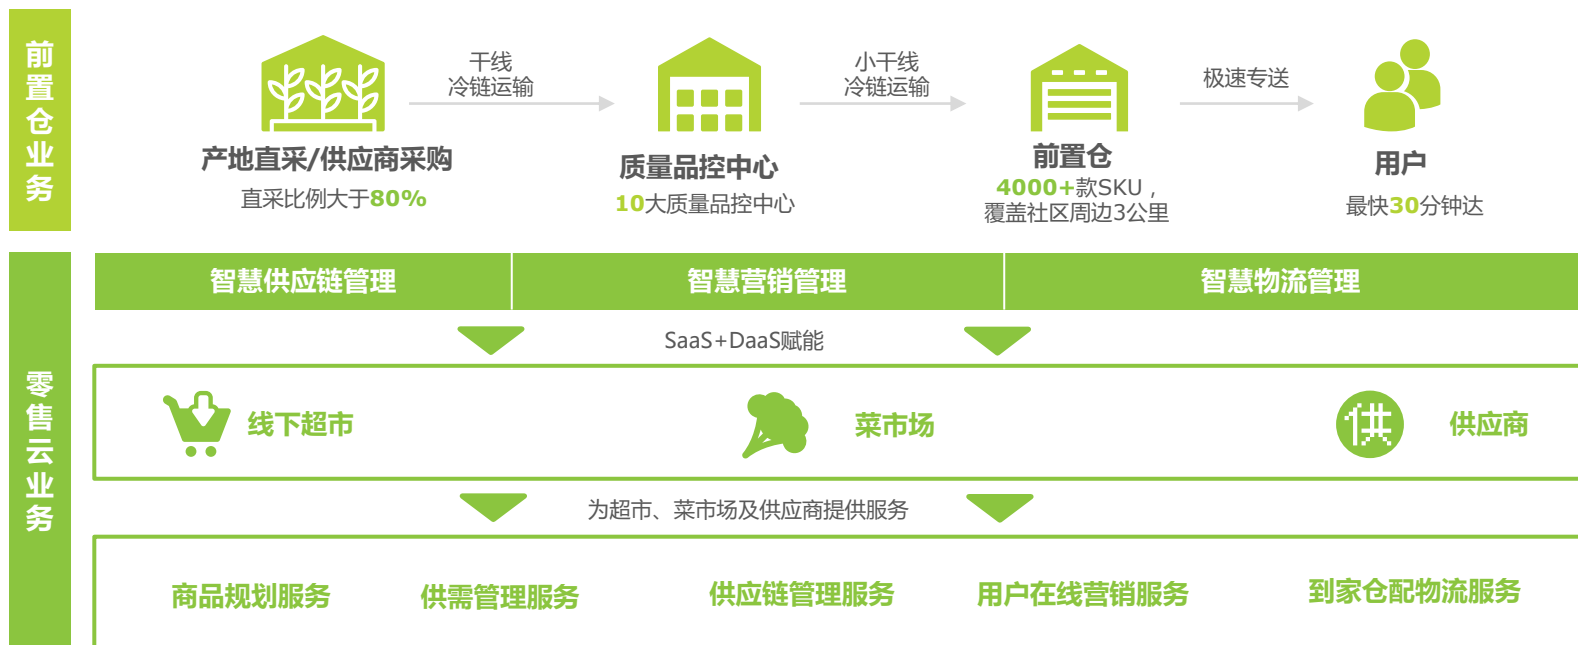 前置仓业务
干线
冷链运输
小干线
冷链运输
极速专送
产地直采/供应商采购
直采比例大于80%
质量品控中心
10大质量品控中心
前置仓
4000+款SKU，
覆盖社区周边3公里
用户
最快30分钟达
零售云业务
智慧供应链管理
智慧营销管理
智慧物流管理
SaaS+DaaS赋能
线下超市
菜市场
供
供应商
为超市、菜市场及供应商提供服务
商品规划服务
供需管理服务
供应链管理服务
用户在线营销服务
到家仓配物流服务